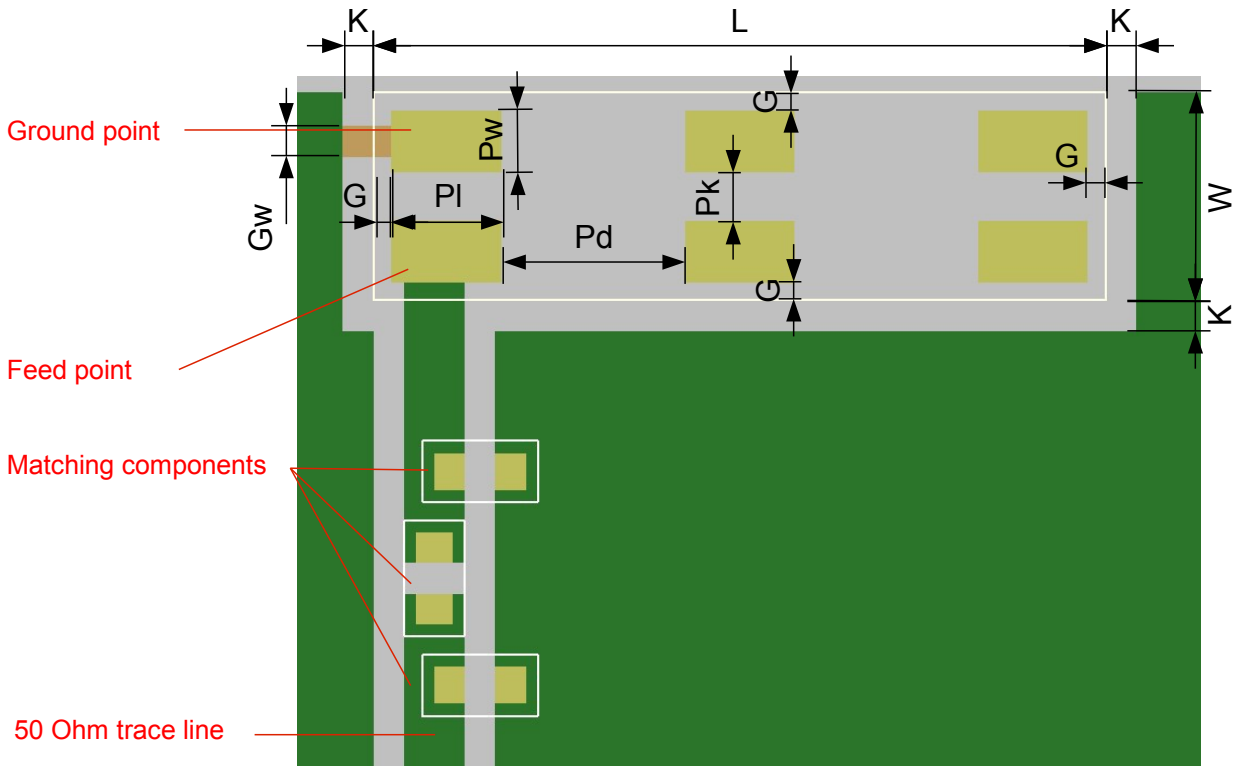 K
L
K
G
Ground point
Pw
G
G
Pl
Pk
W
Gw
Pd
G
K
Feed point
Matching components
50 Ohm trace line